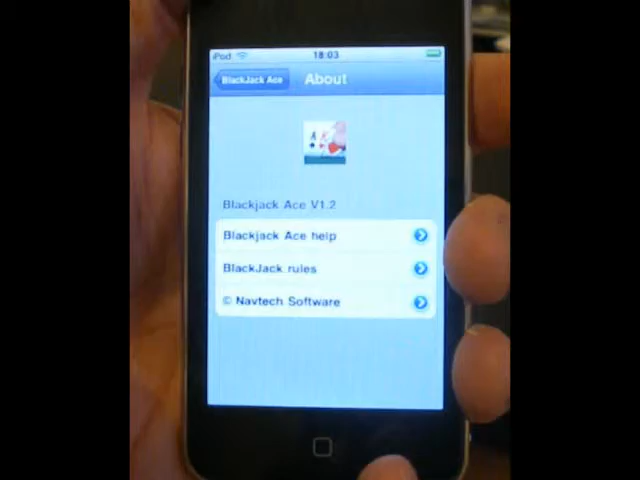 iPod 18:03
BlackJack Ace About
Blackjack Ace V1.2
Blackjack Ace help
BlackJack rules
© Navtech Software